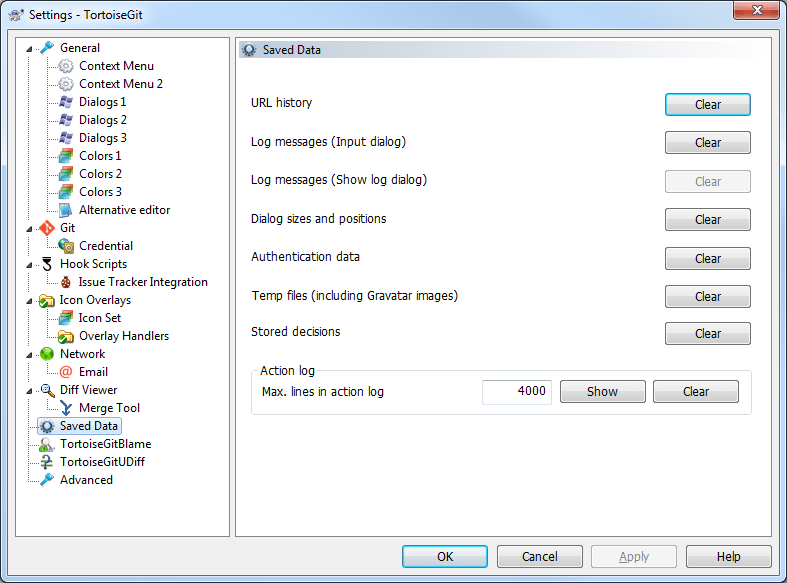 Settings - TortoiseGit
General
Context Menu
Context Menu 2
Dialogs 1
Dialogs 2
Dialogs 3
Colors 1
Colors 2
Colors 3
Alternative editor
Git
Credential
Hook Scripts
Issue Tracker Integration
Icon Overlays
Icon Set
Overlay Handlers
Network
Email
Diff Viewer
Merge Tool
Saved Data
TortoiseGitBlame
TortoiseGitUDiff
Advanced
Saved Data
URL history Clear
Log messages (Input dialog) Clear
Log messages (Show log dialog) Clear
Dialog sizes and positions Clear
Authentication data Clear
Temp files (including Gravatar images) Clear
Stored decisions Clear
Action log
Max. lines in action log 4000 Show Clear
OK Cancel Apply Help